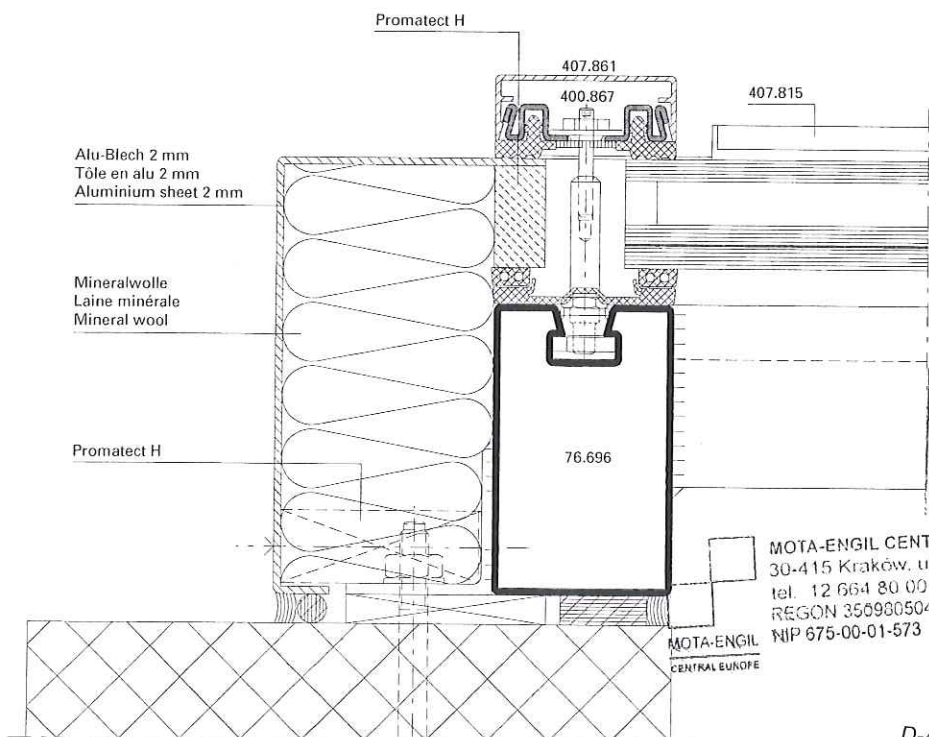 Promatect H
407.861
400.867
407.815
Alu-Blech 2 mm
Tôle en alu 2 mm
Aluminium sheet 2 mm
Mineralwolle
Laine minérale
Mineral wool
Promatect H
76.696
MOTA-ENGIL CENT
30-415 Kraków, u
tel. 12 664 80 00
REGON 350980504
NIP 675-00-01-573
MOTA-ENGIL
CENTRAL EUROPE